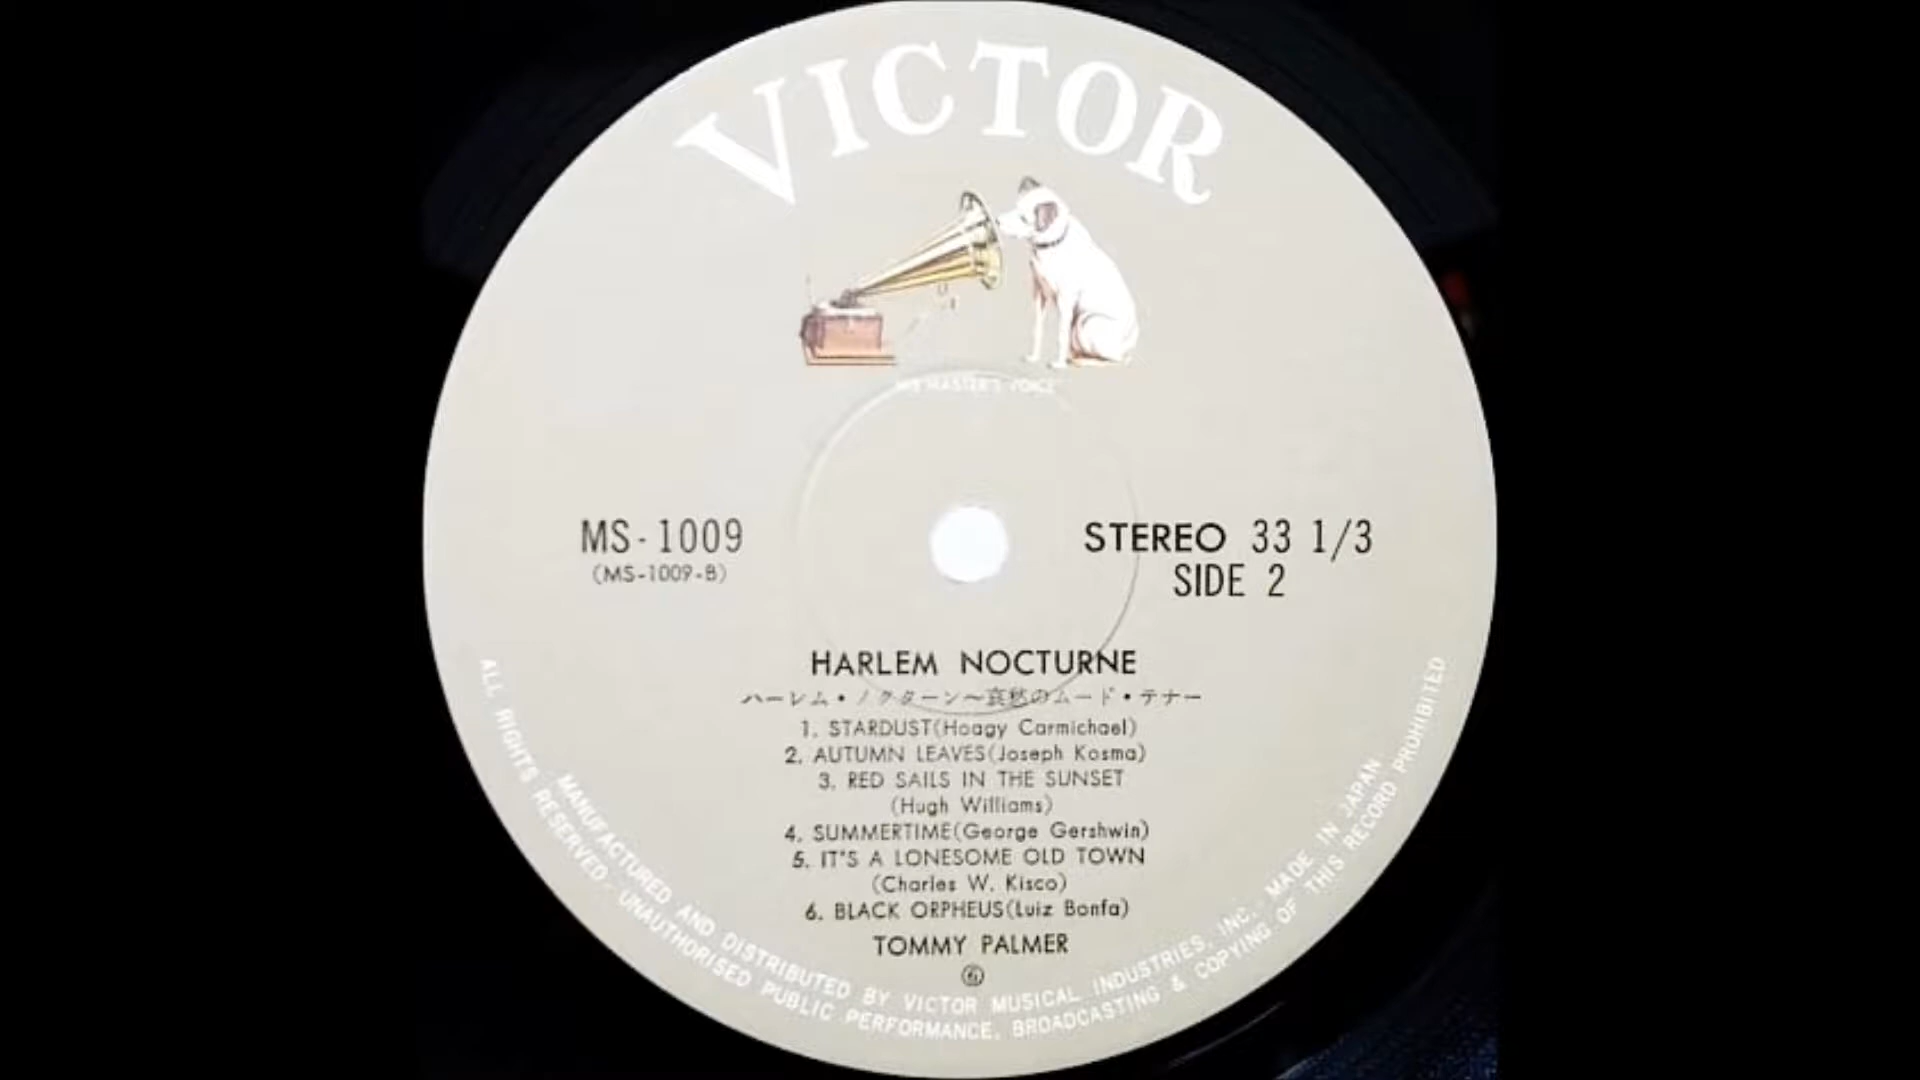 VICTOR
"HIS MASTER'S VOICE"
MS-1009
(MS-1009-B)
STEREO 33 1/3
SIDE 2
HARLEM NOCTURNE
ハーレム・ノクターン〜哀愁のムード・テナー
1. STARDUST(Hoagy Carmichael)
2. AUTUMN LEAVES(Joseph Kosma)
3. RED SAILS IN THE SUNSET
(Hugh Williams)
4. SUMMERTIME(George Gershwin)
5. IT'S A LONESOME OLD TOWN
(Charles W. Kisco)
6. BLACK ORPHEUS(Luiz Bonfa)
TOMMY PALMER
MANUFACTURED AND DISTRIBUTED BY VICTOR MUSICAL INDUSTRIES, INC. MADE IN JAPAN
ALL RIGHTS RESERVED- UNAUTHORISED PUBLIC PERFORMANCE, BROADCASTING & COPYING OF THIS RECORD PROHIBITED